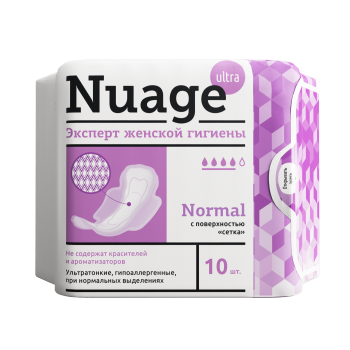 ultra
Nuage
Эксперт женской гигиены
Normal
с поверхностью
«сетка»
Не содержат красителей
и ароматизаторов
Ультратонкие, гипоаллергенные,
при нормальных выделениях
10 шт.
Открывать